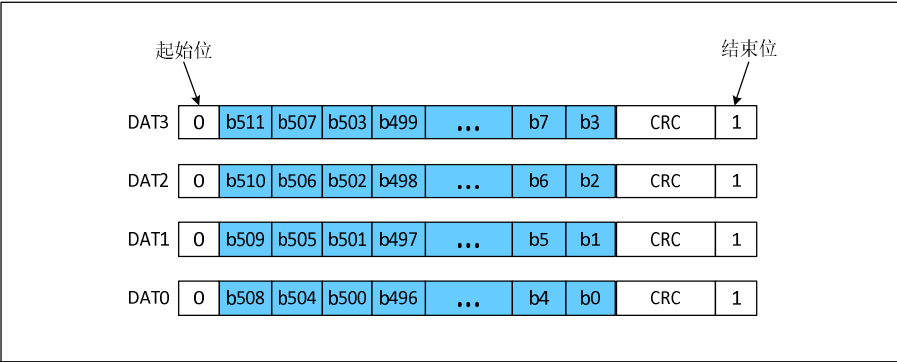 起始位 结束位
DAT3 0 b511 b507 b503 b499 ... b7 b3 CRC 1
DAT2 0 b510 b506 b502 b498 ... b6 b2 CRC 1
DAT1 0 b509 b505 b501 b497 ... b5 b1 CRC 1
DAT0 0 b508 b504 b500 b496 ... b4 b0 CRC 1